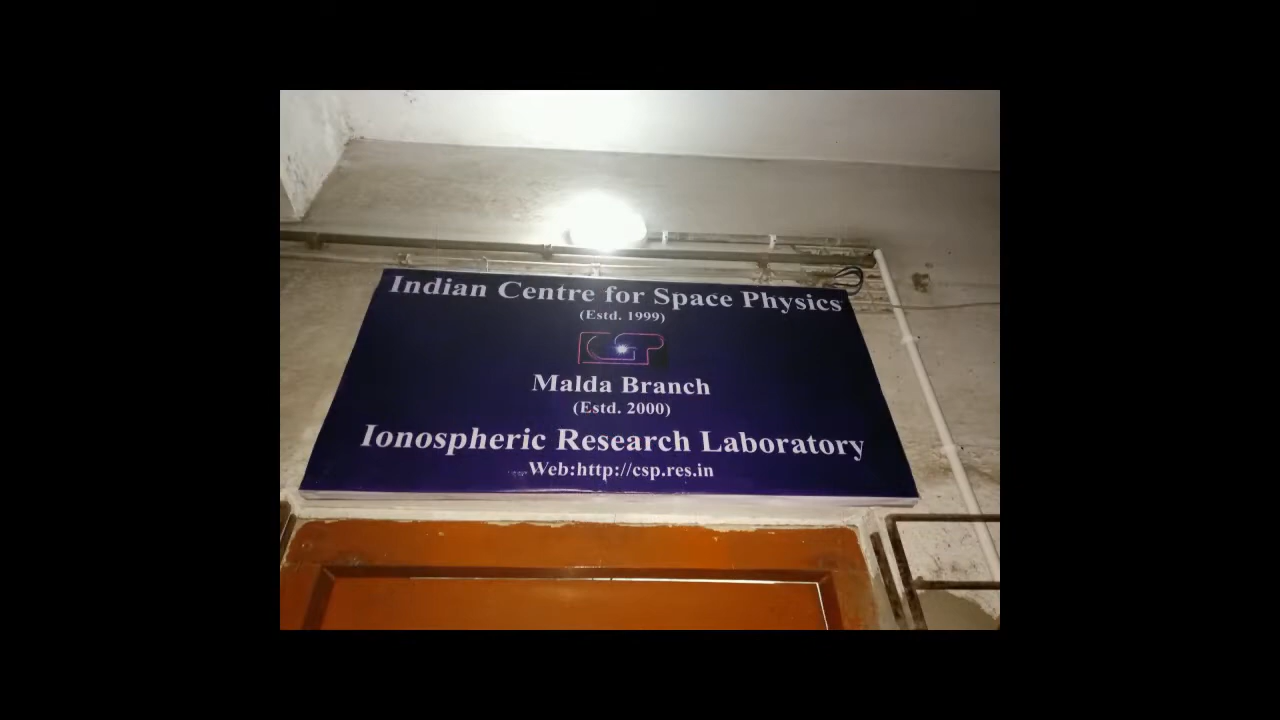 Indian Centre for Space Physics
(Estd. 1999)
CSP
Malda Branch
(Estd. 2000)
Ionospheric Research Laboratory
Web:http://csp.res.in